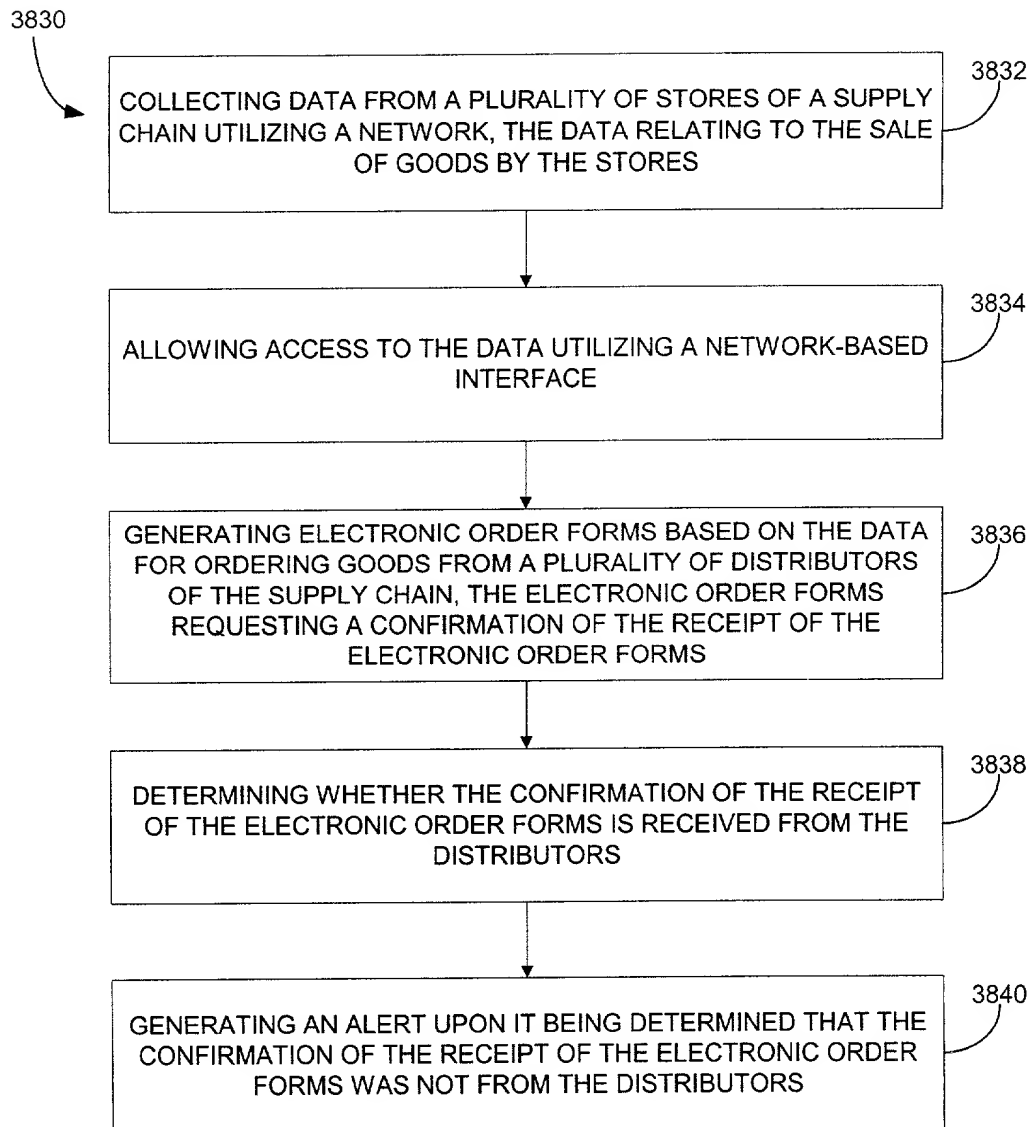 3830
3832
COLLECTING DATA FROM A PLURALITY OF STORES OF A SUPPLY
CHAIN UTILIZING A NETWORK, THE DATA RELATING TO THE SALE
OF GOODS BY THE STORES
3834
ALLOWING ACCESS TO THE DATA UTILIZING A NETWORK-BASED
INTERFACE
3836
GENERATING ELECTRONIC ORDER FORMS BASED ON THE DATA
FOR ORDERING GOODS FROM A PLURALITY OF DISTRIBUTORS
OF THE SUPPLY CHAIN, THE ELECTRONIC ORDER FORMS
REQUESTING A CONFIRMATION OF THE RECEIPT OF THE
ELECTRONIC ORDER FORMS
3838
DETERMINING WHETHER THE CONFIRMATION OF THE RECEIPT
OF THE ELECTRONIC ORDER FORMS IS RECEIVED FROM THE
DISTRIBUTORS
3840
GENERATING AN ALERT UPON IT BEING DETERMINED THAT THE
CONFIRMATION OF THE RECEIPT OF THE ELECTRONIC ORDER
FORMS WAS NOT FROM THE DISTRIBUTORS